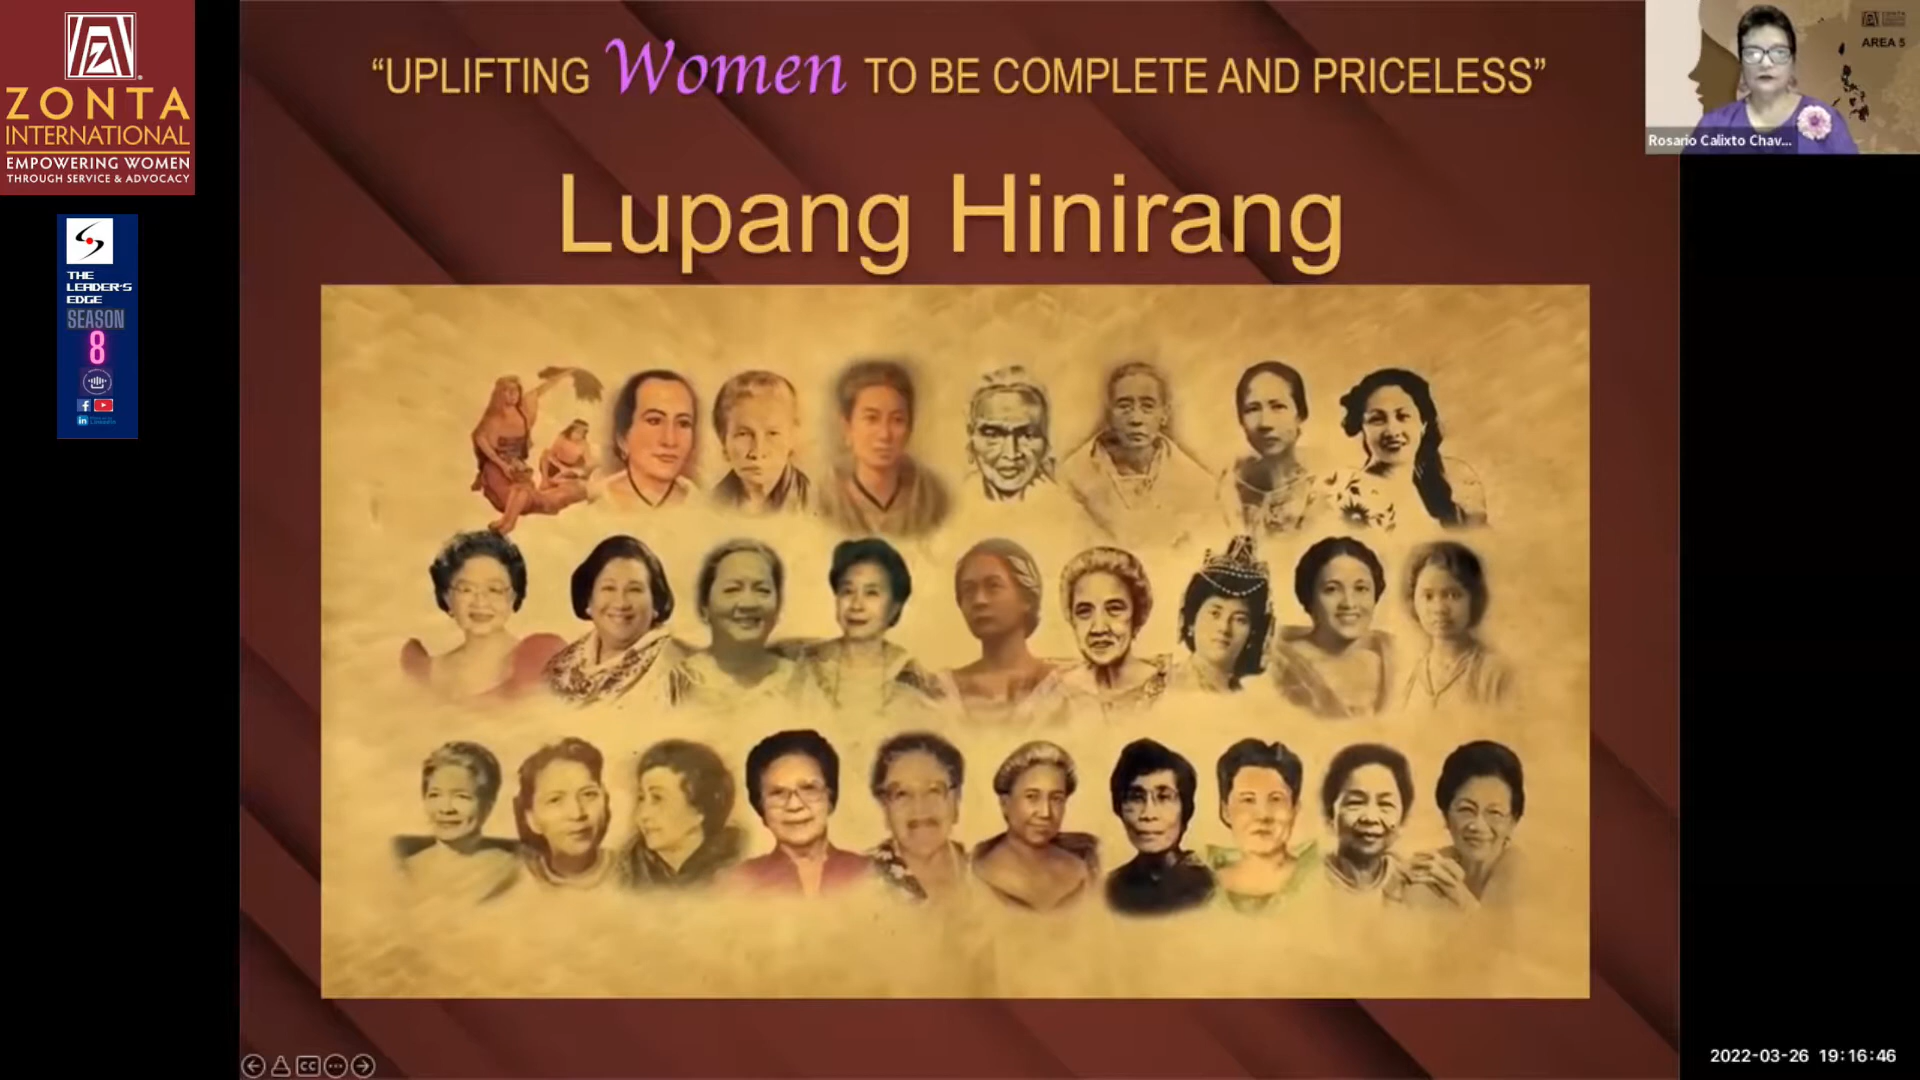 ZONTA
INTERNATIONAL
EMPOWERING WOMEN
THROUGH SERVICE & ADVOCACY
THE
LEADER'S
EDGE
SEASON
8
“UPLIFTING Women TO BE COMPLETE AND PRICELESS”
Lupang Hinirang
AREA 5
Rosario Calixto Chav...
CC
2022-03-26 19:16:46